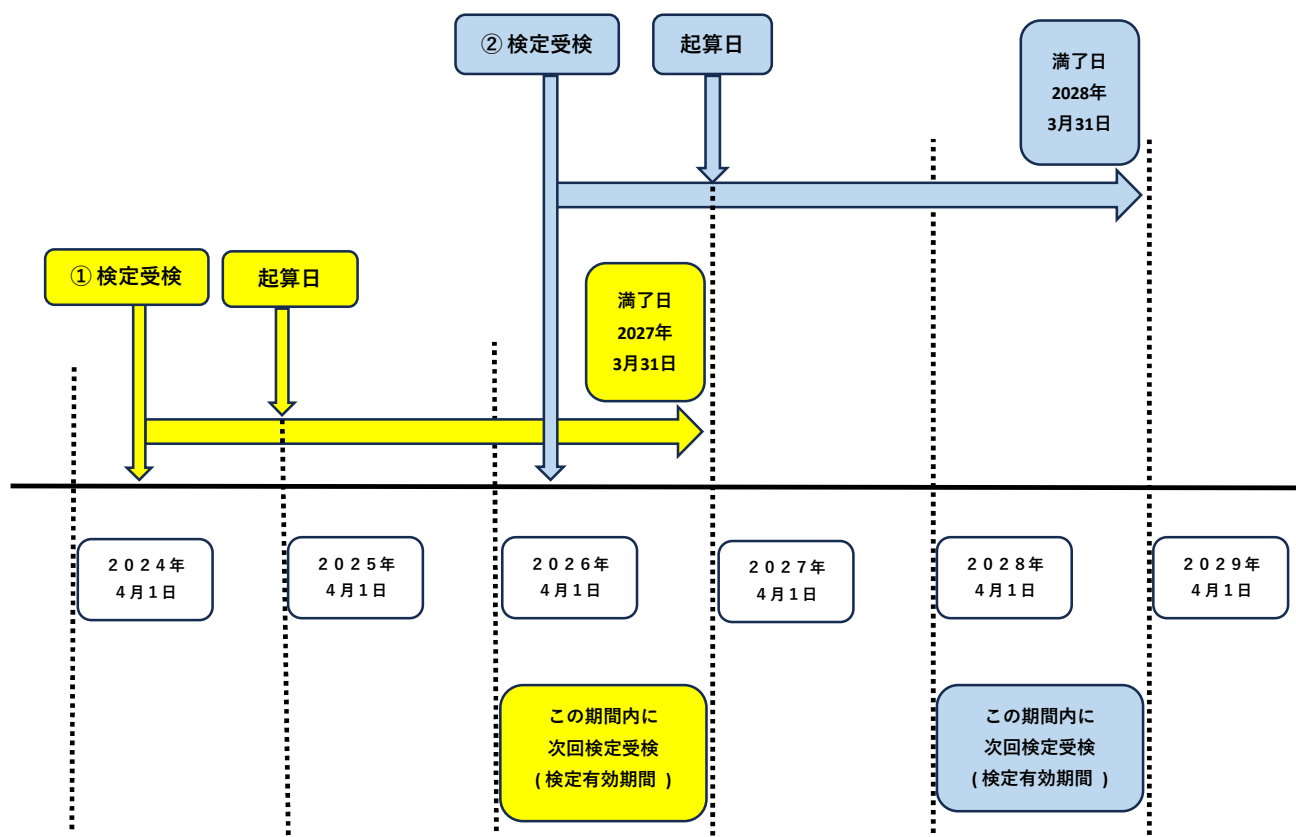 ② 検定受検
起算日
満了日
2028年
3月31日
① 検定受検
起算日
満了日
2027年
3月31日
２０２４年
４月１日
２０２５年
４月１日
２０２６年
４月１日
２０２７年
４月１日
２０２８年
４月１日
２０２９年
４月１日
この期間内に
次回検定受検
( 検定有効期間 )
この期間内に
次回検定受検
( 検定有効期間 )